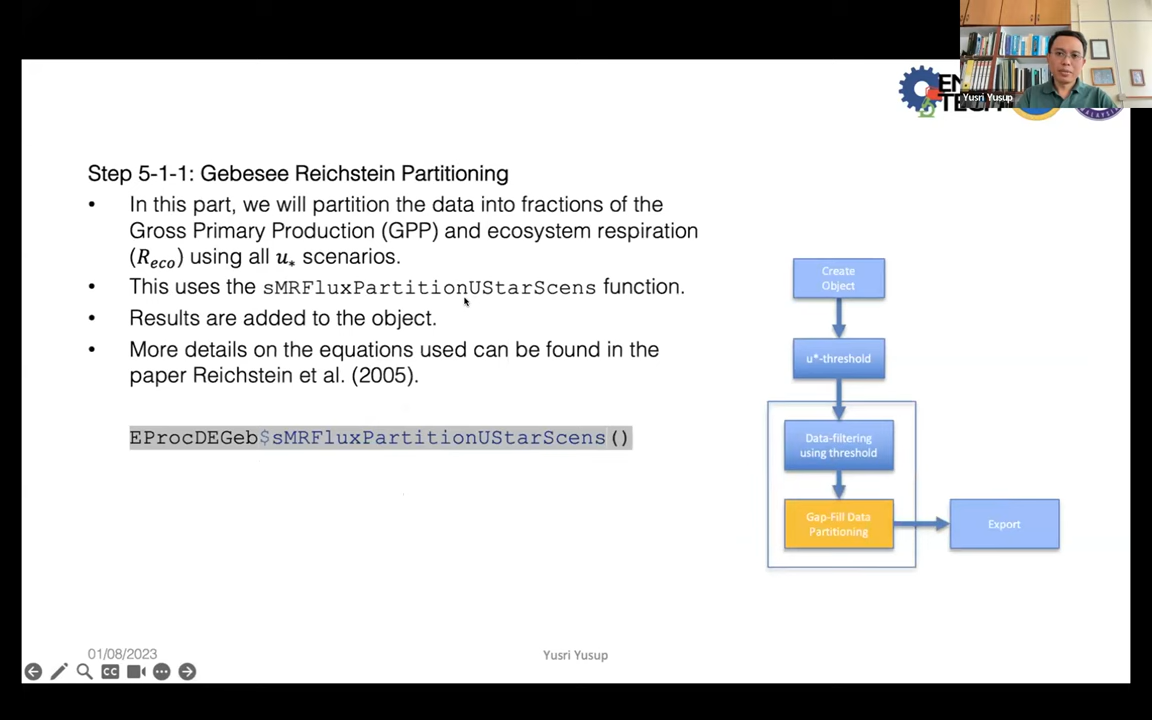 Yusri Yusup
Step 5-1-1: Gebesee Reichstein Partitioning
• In this part, we will partition the data into fractions of the
Gross Primary Production (GPP) and ecosystem respiration
(Reco) using all u* scenarios.
• This uses the sMRFluxPartitionUStarScens function.
• Results are added to the object.
• More details on the equations used can be found in the
paper Reichstein et al. (2005).
EProcDEGeb$sMRFluxPartitionUStarScens()
Create
Object
u*-threshold
Data-filtering
using threshold
Gap-Fill Data
Partitioning
Export
01/08/2023
Yusri Yusup
CC